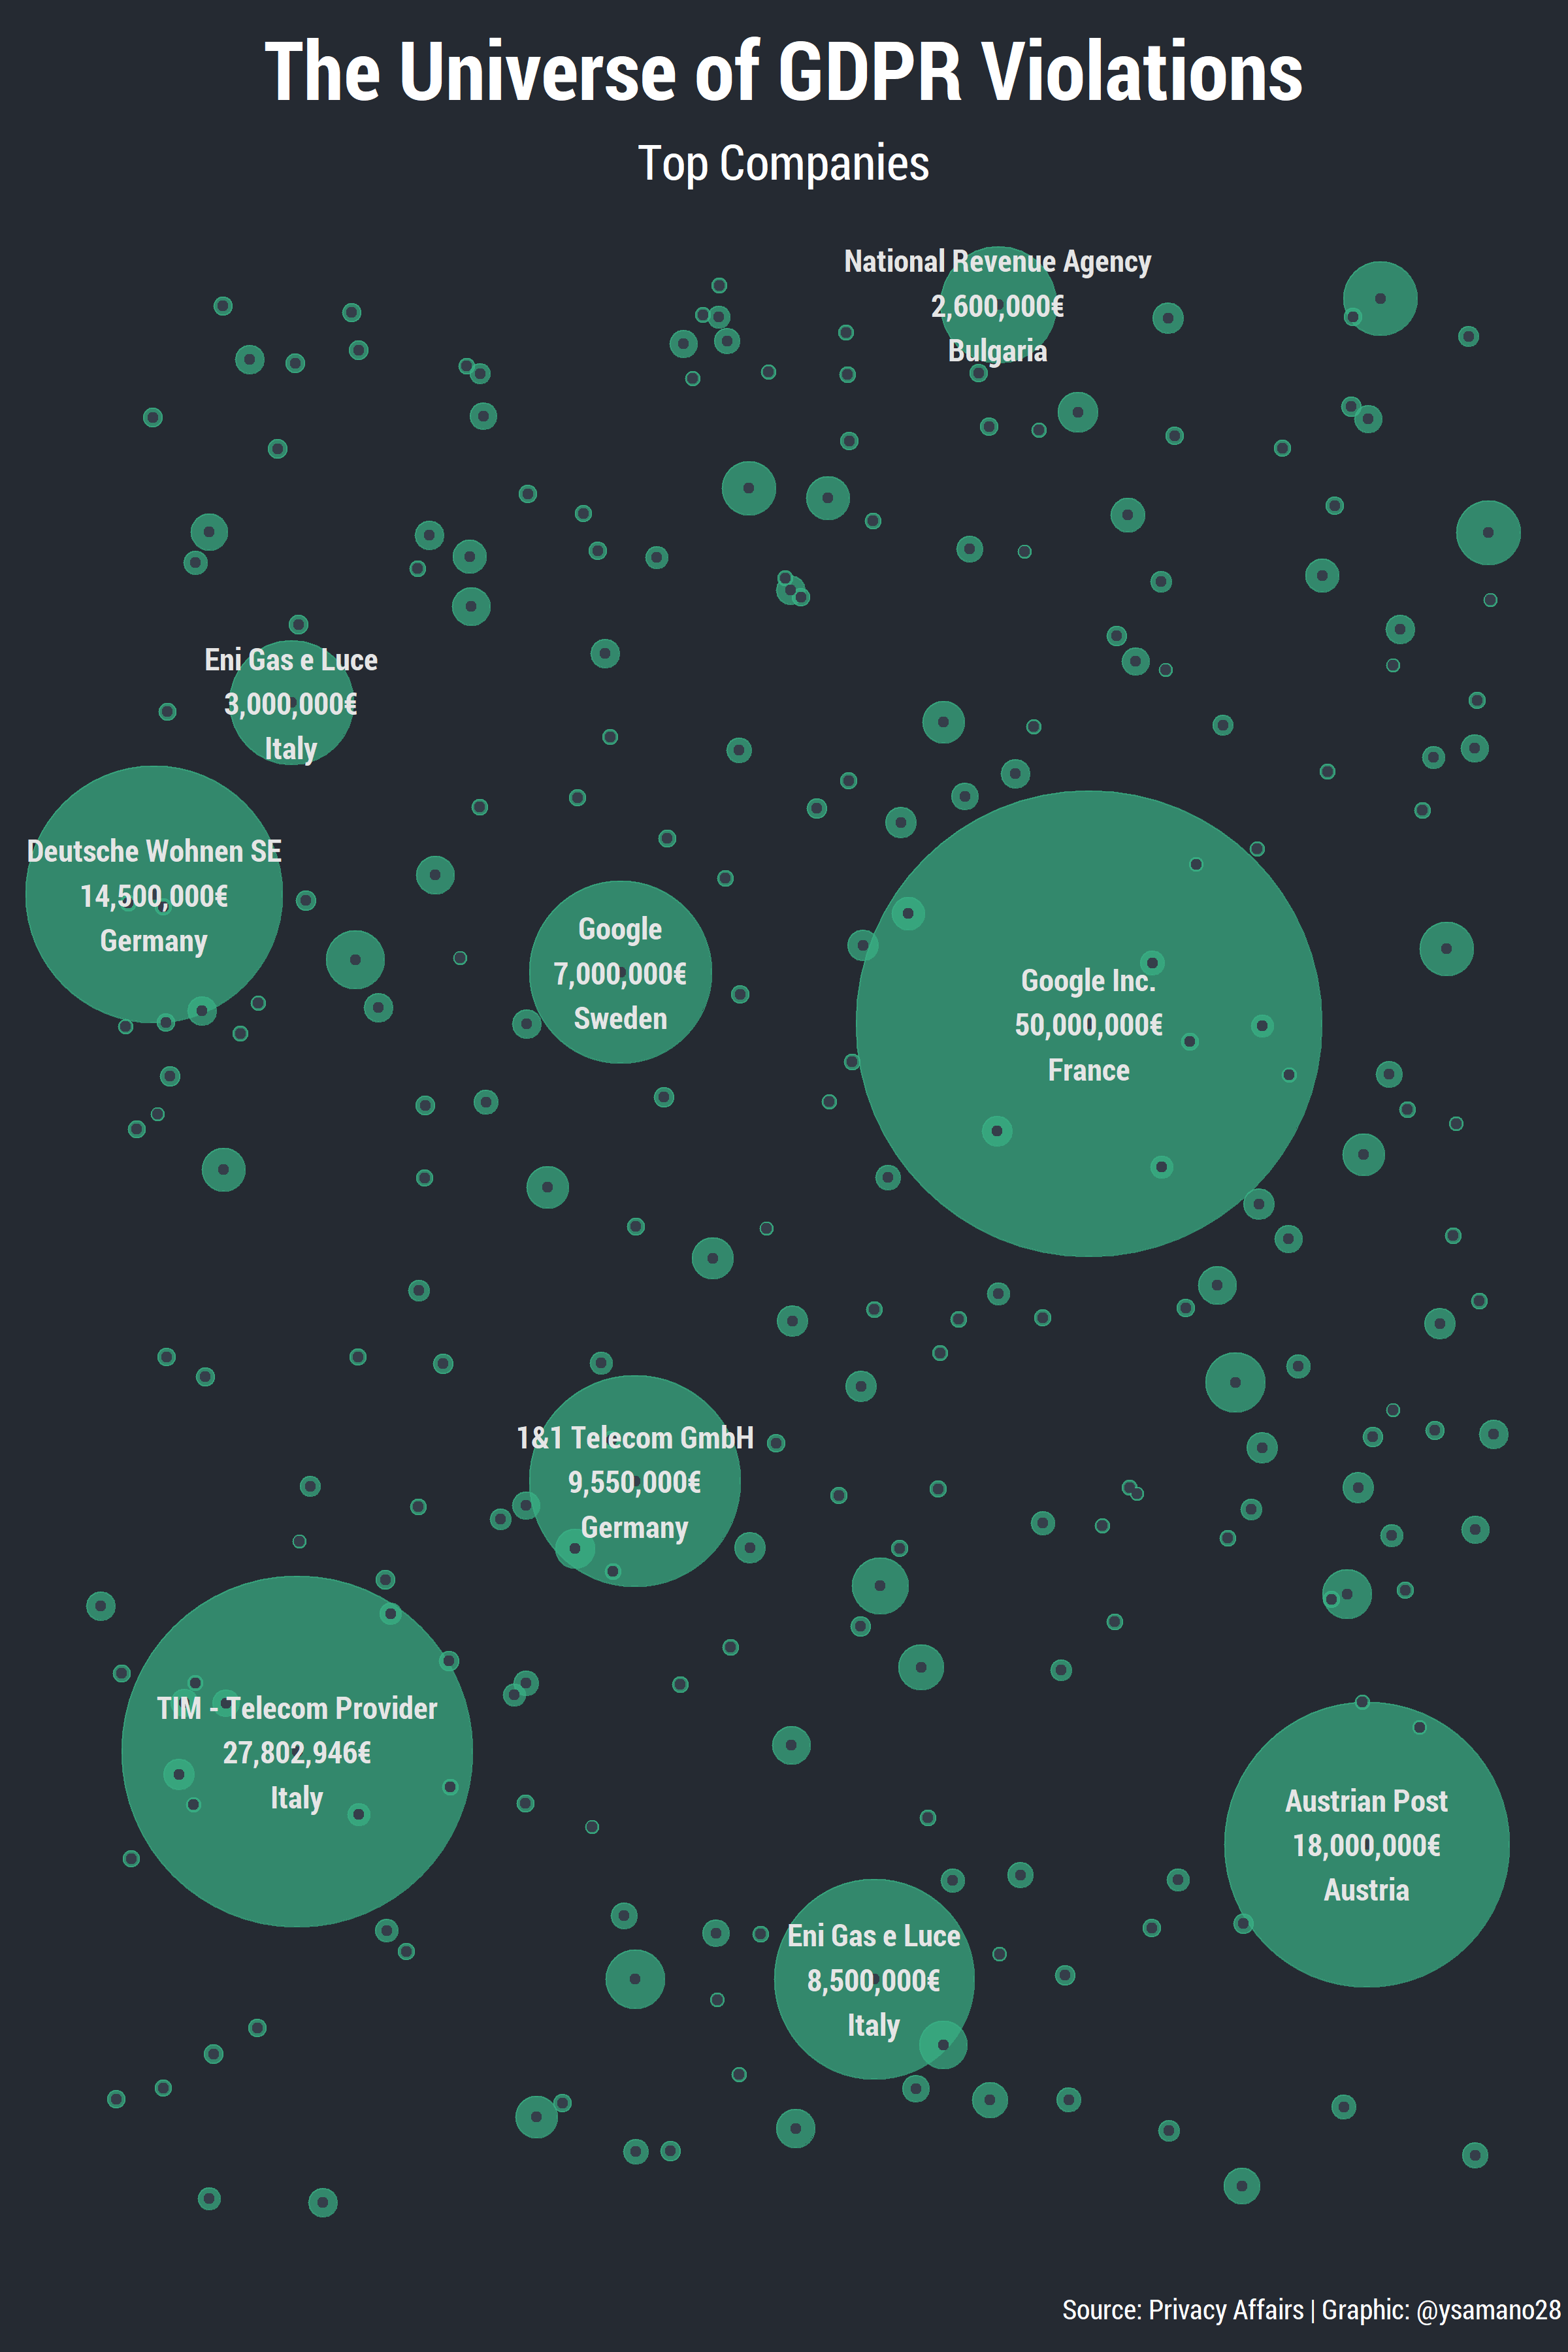 The Universe of GDPR Violations
Top Companies
National Revenue Agency
2,600,000€
Bulgaria
Eni Gas e Luce
3,000,000€
Italy
Deutsche Wohnen SE
14,500,000€
Germany
Google
7,000,000€
Sweden
Google Inc.
50,000,000€
France
1&1 Telecom GmbH
9,550,000€
Germany
TIM - Telecom Provider
27,802,946€
Italy
Austrian Post
18,000,000€
Austria
Eni Gas e Luce
8,500,000€
Italy
Source: Privacy Affairs | Graphic: @ysamano28